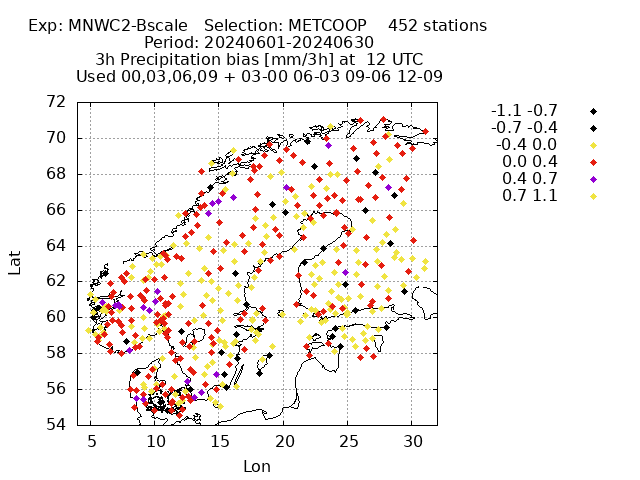 Exp: MNWC2-Bscale   Selection: METCOOP    452 stations
Period: 20240601-20240630
3h Precipitation bias [mm/3h] at  12 UTC
Used 00,03,06,09 + 03-00 06-03 09-06 12-09
72
70
68
66
64
62
60
58
56
54
5 10 15 20 25 30
Lat
Lon
-1.1 -0.7
-0.7 -0.4
-0.4 0.0
0.0 0.4
0.4 0.7
0.7 1.1